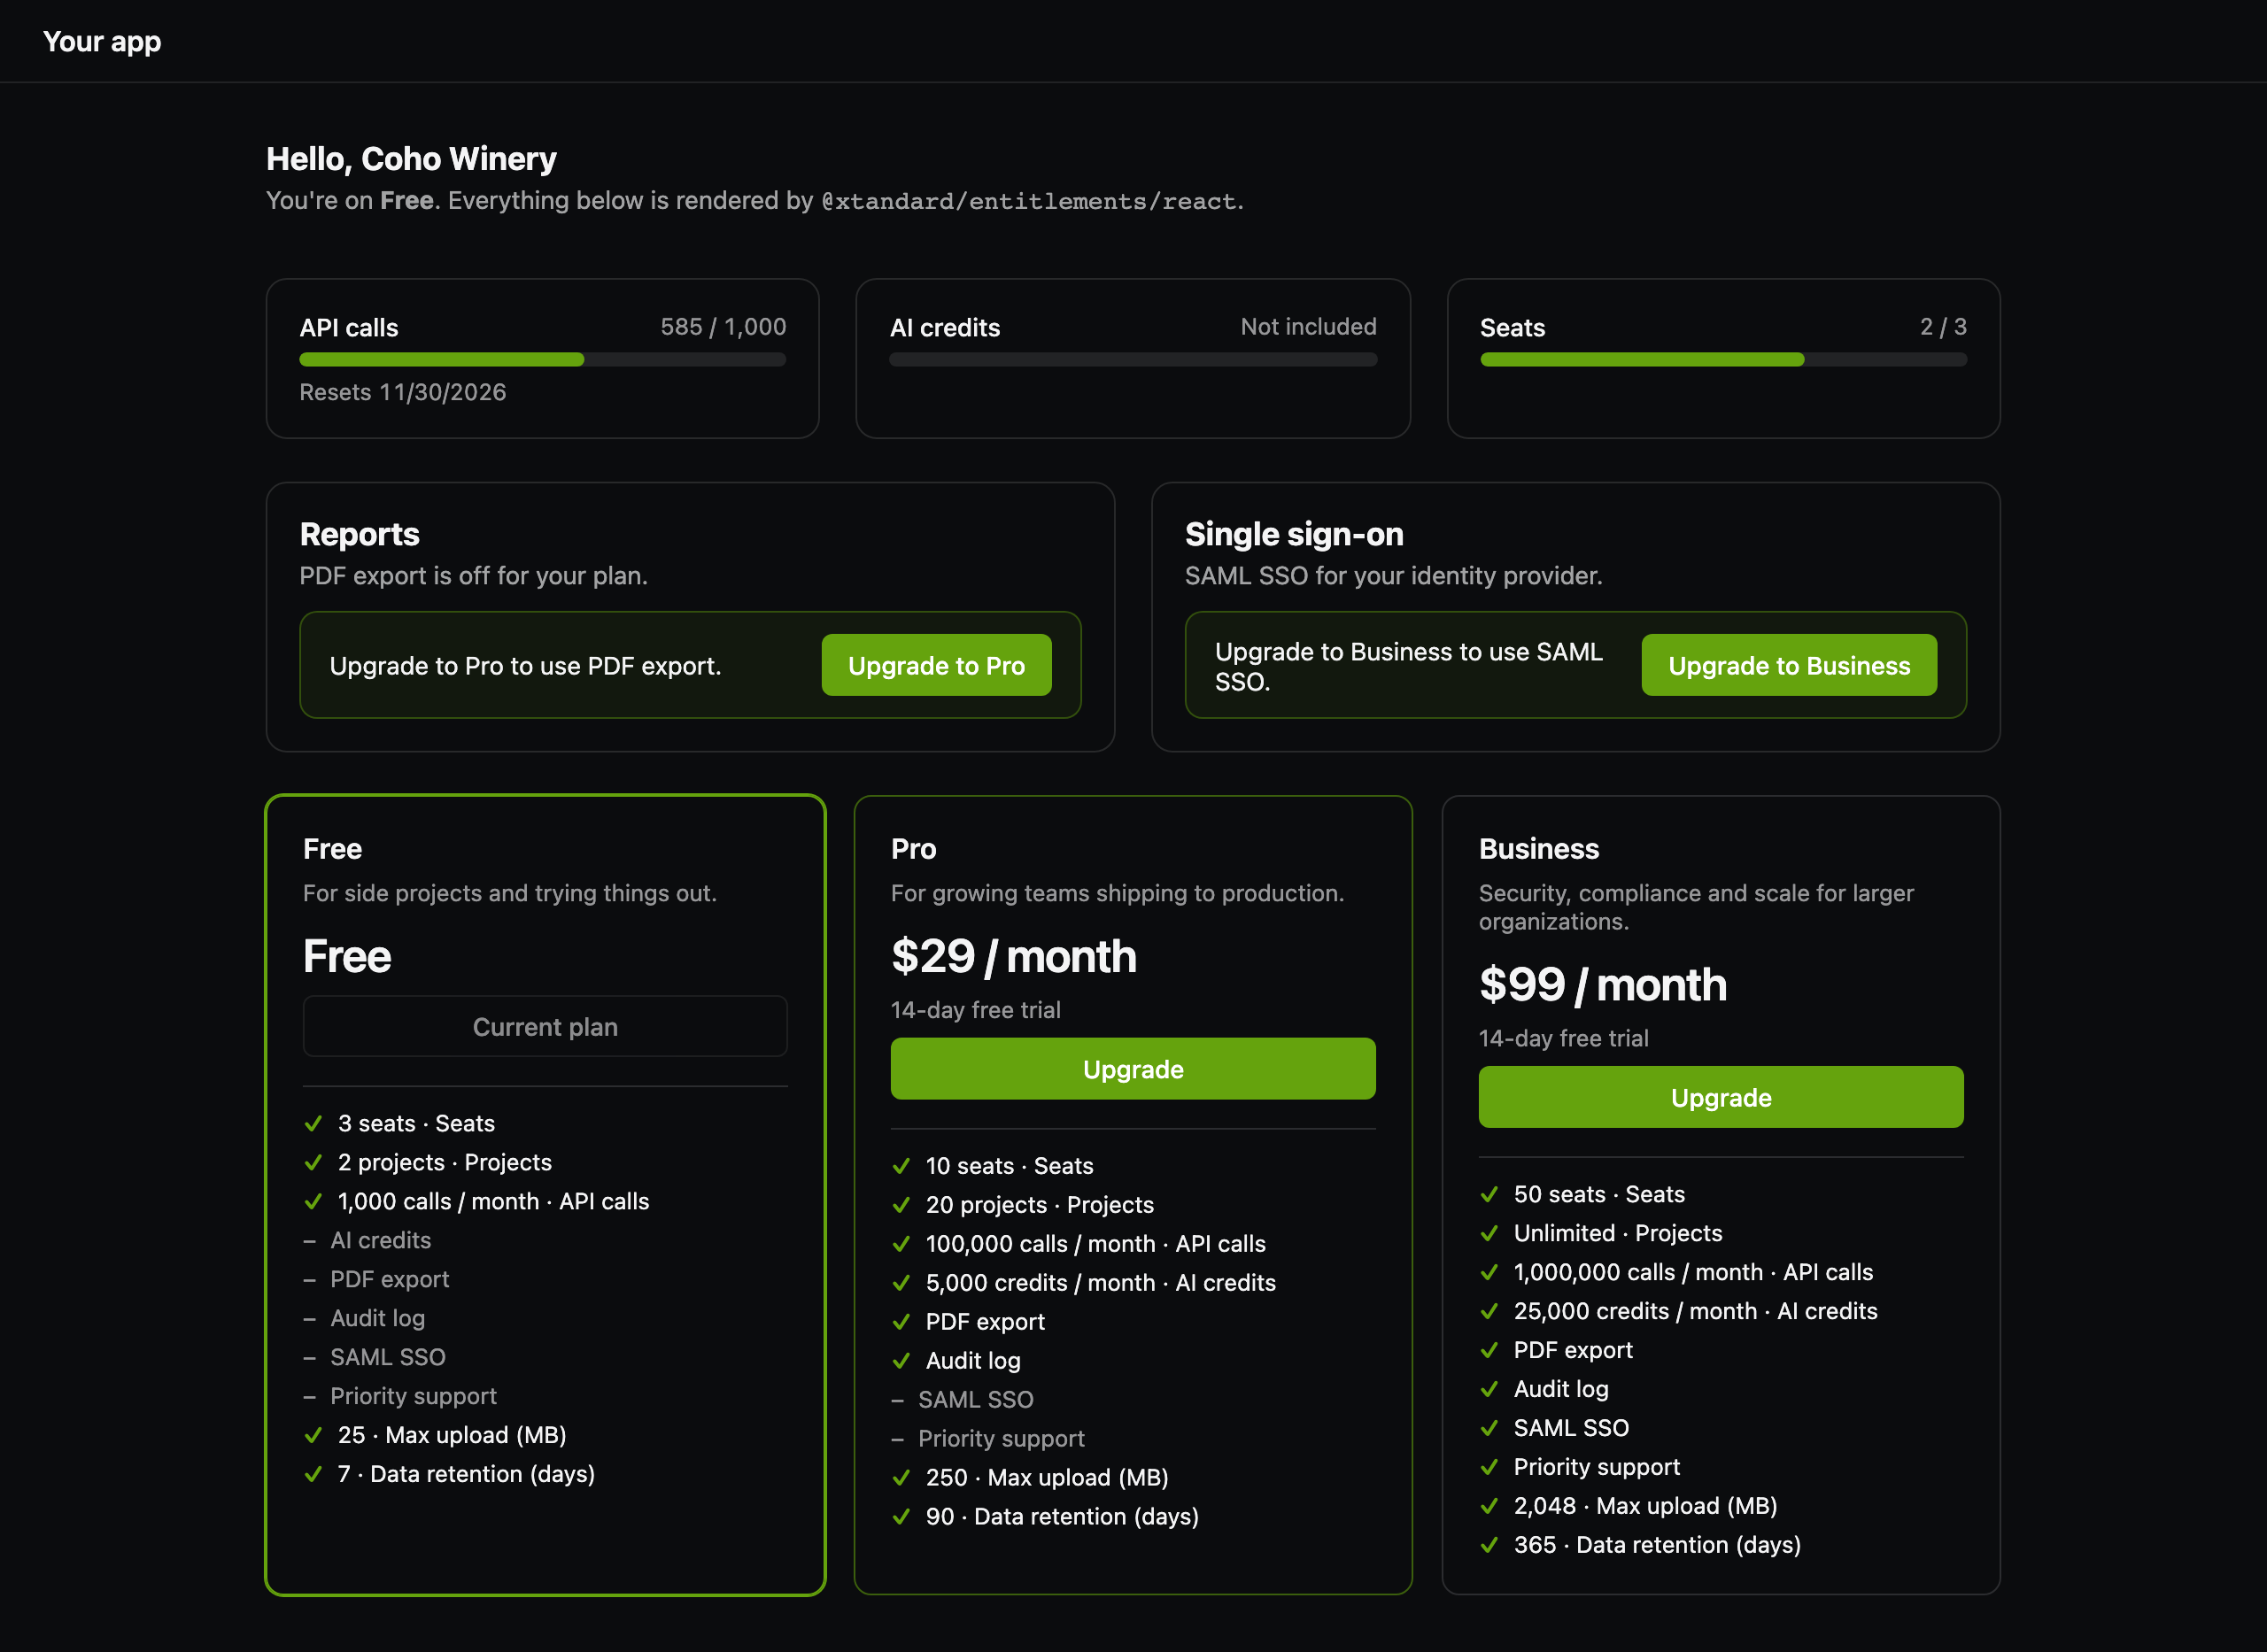 Your app
Hello, Coho Winery
You're on Free. Everything below is rendered by @xtandard/entitlements/react.
API calls
585 / 1,000
Resets 11/30/2026
AI credits
Not included
Seats
2 / 3
Reports
PDF export is off for your plan.
Upgrade to Pro to use PDF export.
Upgrade to Pro
Single sign-on
SAML SSO for your identity provider.
Upgrade to Business to use SAML
SSO.
Upgrade to Business
Free
For side projects and trying things out.
Free
Current plan
3 seats · Seats
2 projects · Projects
1,000 calls / month · API calls
– AI credits
– PDF export
– Audit log
– SAML SSO
– Priority support
25 · Max upload (MB)
7 · Data retention (days)
Pro
For growing teams shipping to production.
$29 / month
14-day free trial
Upgrade
10 seats · Seats
20 projects · Projects
100,000 calls / month · API calls
5,000 credits / month · AI credits
PDF export
Audit log
– SAML SSO
– Priority support
250 · Max upload (MB)
90 · Data retention (days)
Business
Security, compliance and scale for larger
organizations.
$99 / month
14-day free trial
Upgrade
50 seats · Seats
Unlimited · Projects
1,000,000 calls / month · API calls
25,000 credits / month · AI credits
PDF export
Audit log
SAML SSO
Priority support
2,048 · Max upload (MB)
365 · Data retention (days)